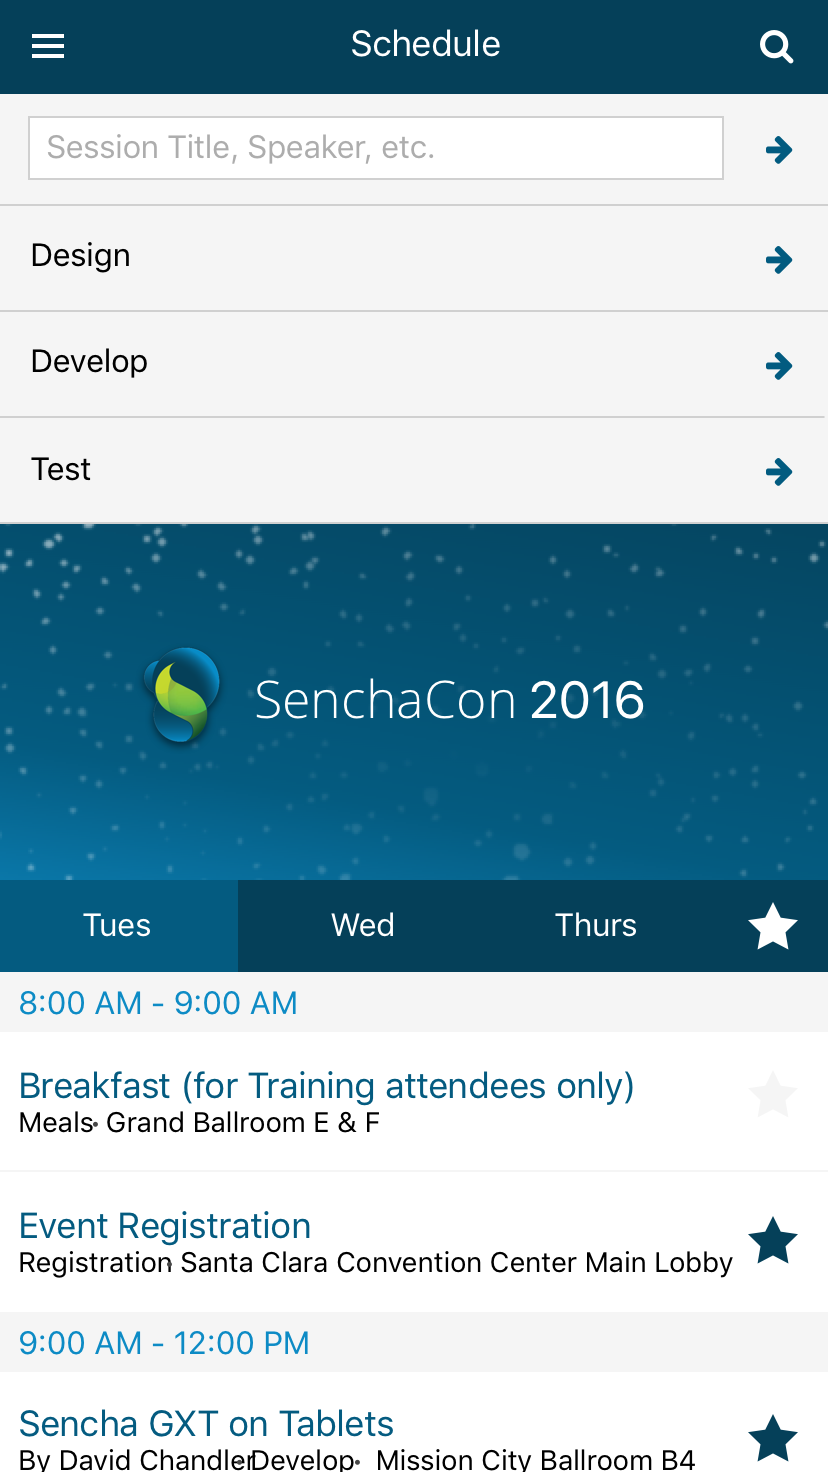 Schedule
Session Title, Speaker, etc.
Design
Develop
Test
SenchaCon 2016
Tues Wed Thurs
8:00 AM - 9:00 AM
Breakfast (for Training attendees only)
Meals· Grand Ballroom E & F
Event Registration
Registration· Santa Clara Convention Center Main Lobby
9:00 AM - 12:00 PM
Sencha GXT on Tablets
By David Chandler·Develop· Mission City Ballroom B4